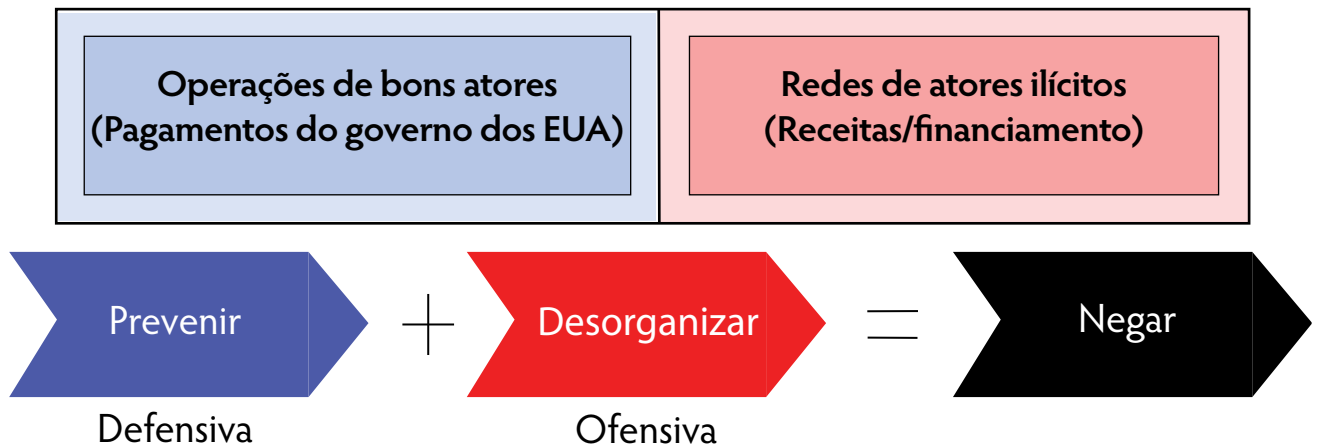 Operações de bons atores
(Pagamentos do governo dos EUA)
Redes de atores ilícitos
(Receitas/financiamento)
Prevenir
+
Desorganizar
=
Negar
Defensiva
Ofensiva